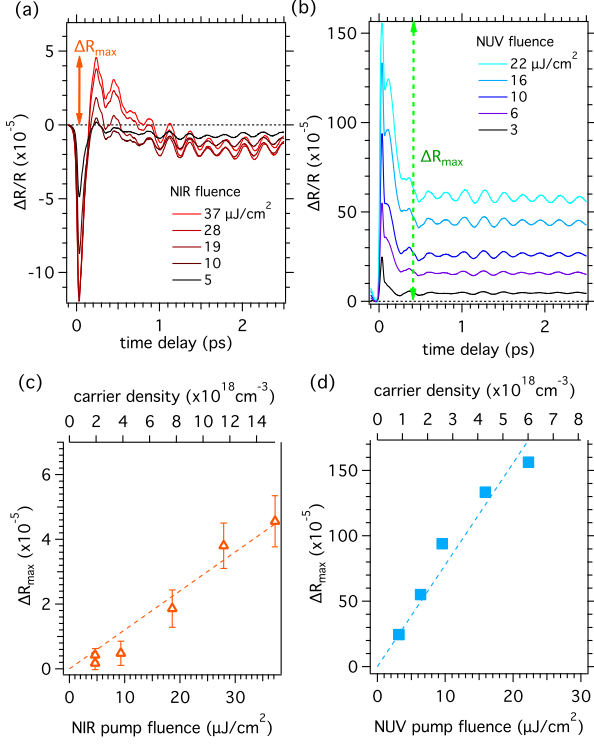 (a)
ΔRmax
5
0
-5
-10
ΔR/R (x10⁻⁵)
NIR fluence
37 μJ/cm²
28
19
10
5
0
1
2
time delay (ps)
(b)
NUV fluence
22 μJ/cm²
16
10
6
3
ΔRmax
150
100
50
0
ΔR/R (x10⁻⁵)
0
1
2
time delay (ps)
(c)
carrier density (x10¹⁸cm⁻³)
0 2 4 6 8 10 12 14
6
4
2
0
ΔRmax (x10⁻⁵)
0 10 20 30
NIR pump fluence (μJ/cm²)
(d)
carrier density (x10¹⁸cm⁻³)
0 1 2 3 4 5 6 7 8
150
100
50
0
ΔRmax (x10⁻⁵)
0 10 20 30
NUV pump fluence (μJ/cm²)